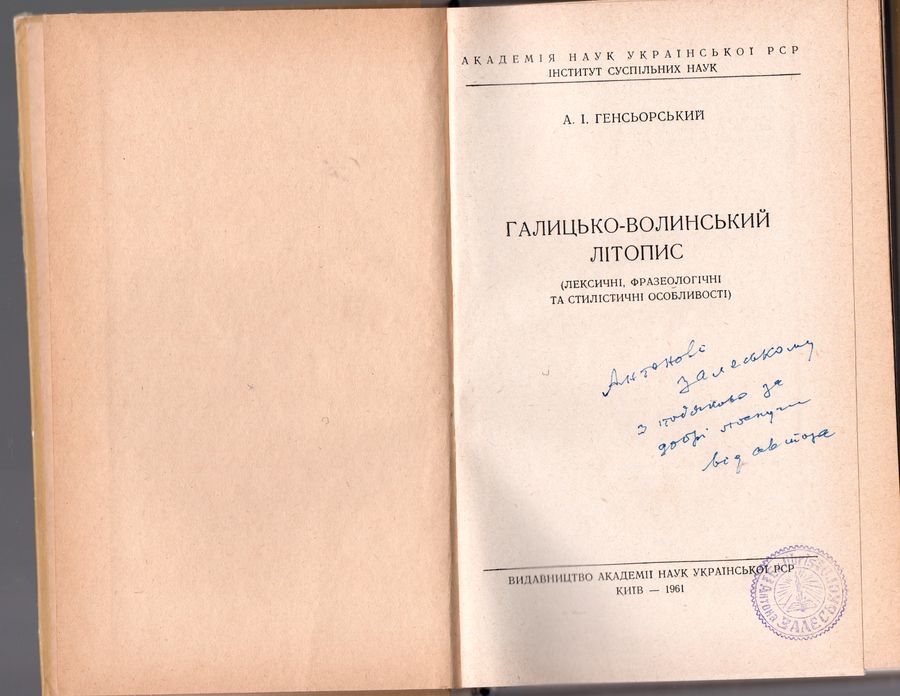 АКАДЕМІЯ НАУК УКРАЇНСЬКОЇ РСР
ІНСТИТУТ СУСПІЛЬНИХ НАУК
А. І. ГЕНСЬОРСЬКИЙ
ГАЛИЦЬКО-ВОЛИНСЬКИЙ
ЛІТОПИС
(ЛЕКСИЧНІ, ФРАЗЕОЛОГІЧНІ
ТА СТИЛІСТИЧНІ ОСОБЛИВОСТІ)
Антонові
Залеському
з подякою за
добрі послуги
від автора
ВИДАВНИЦТВО АКАДЕМІЇ НАУК УКРАЇНСЬКОЇ РСР
КИЇВ — 1961